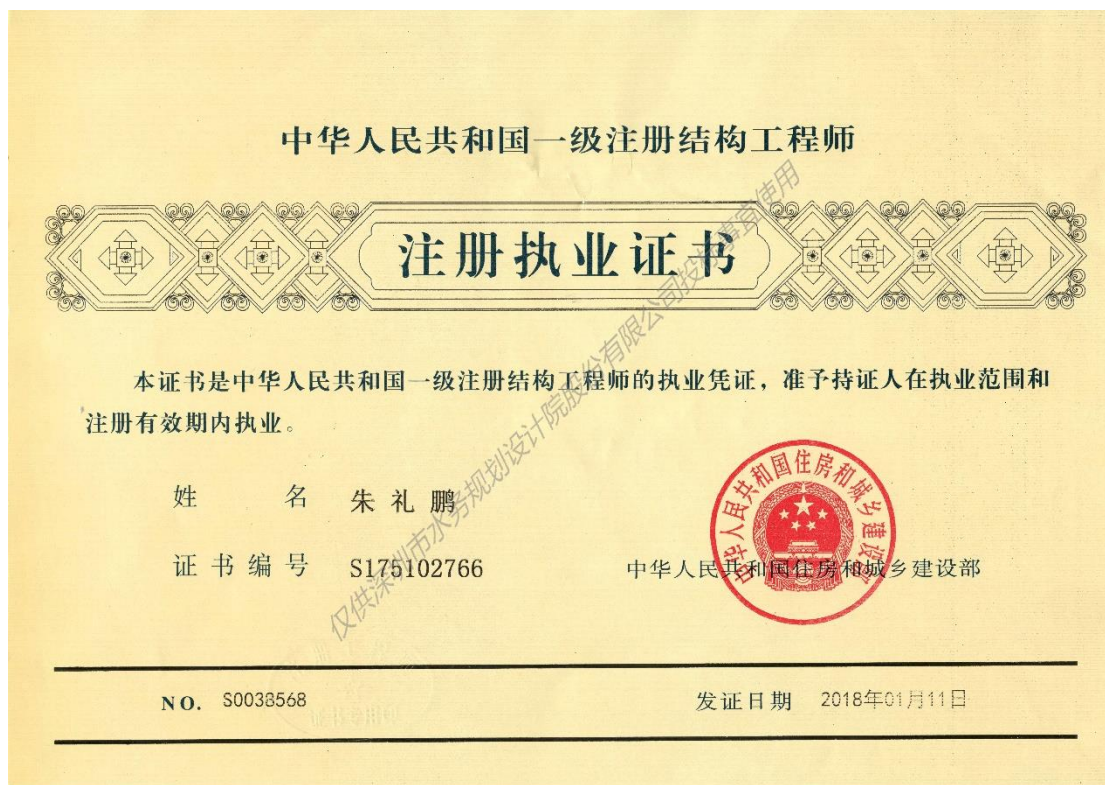 中华人民共和国一级注册结构工程师
注册执业证书
本证书是中华人民共和国一级注册结构工程师的执业凭证，准予持证人在执业范围和
注册有效期内执业。
姓 名 朱礼鹏
证书编号 S175102766
中华人民共和国住房和城乡建设部
中华人民共和国住房和城乡建设部
NO. S0038568
发证日期 2018年01月11日
仅供深圳市水务规划设计院股份有限公司投标事宜使用